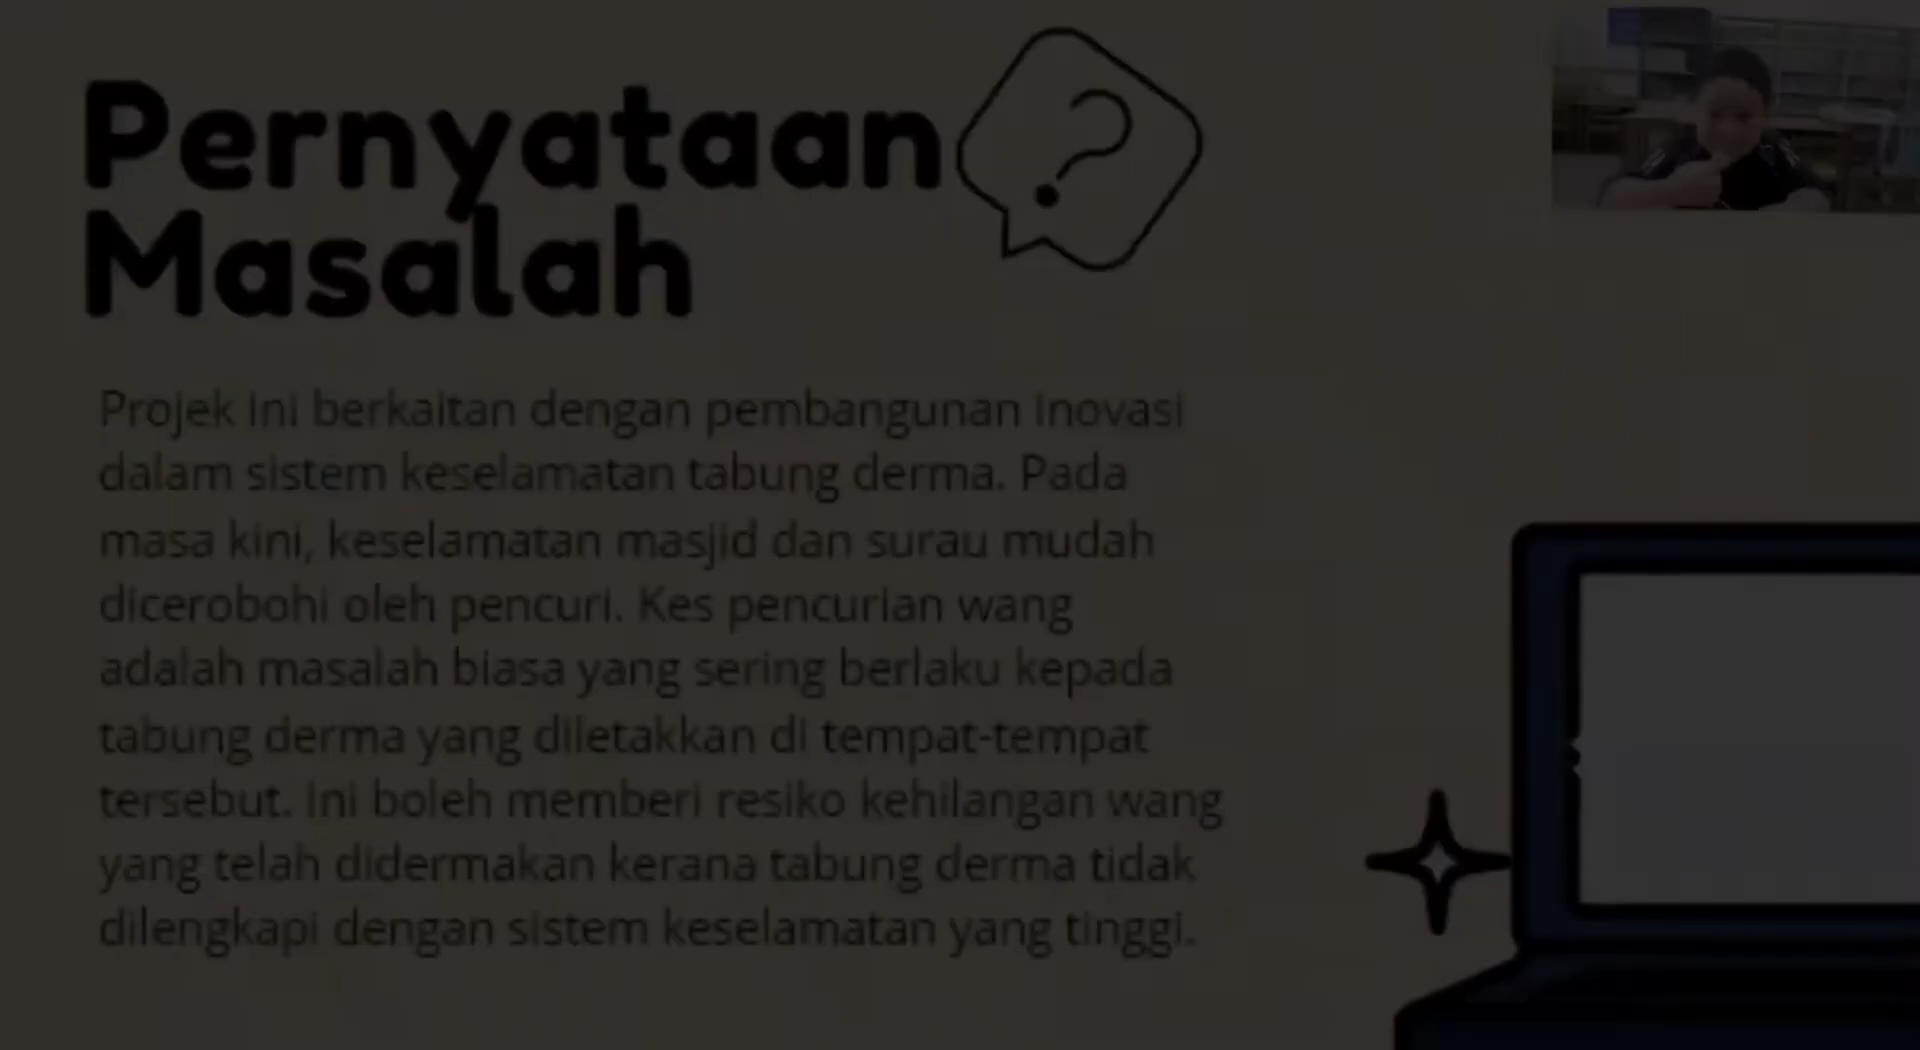 Pernyataan
Masalah
Projek ini berkaitan dengan pembangunan inovasi
dalam sistem keselamatan tabung derma. Pada
masa kini, keselamatan masjid dan surau mudah
dicerobohi oleh pencuri. Kes pencurian wang
adalah masalah biasa yang sering berlaku kepada
tabung derma yang diletakkan di tempat-tempat
tersebut. Ini boleh memberi resiko kehilangan wang
yang telah didermakan kerana tabung derma tidak
dilengkapi dengan sistem keselamatan yang tinggi.